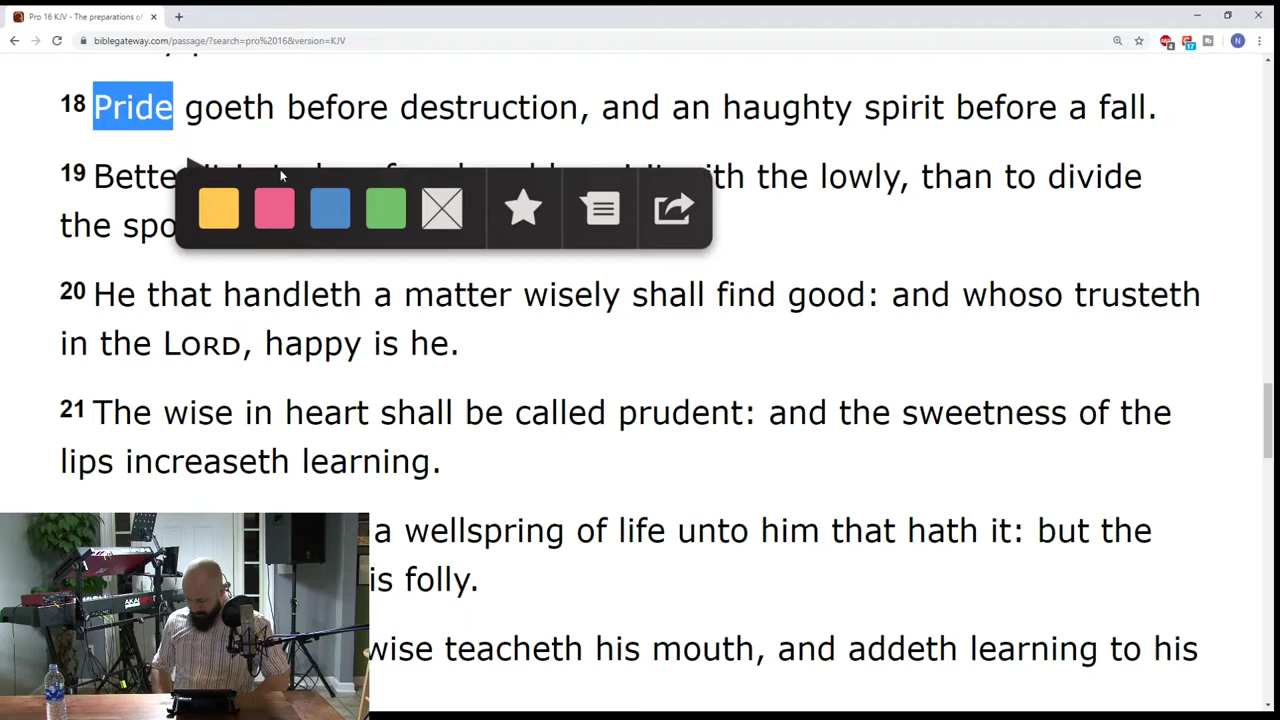 Pro 16 KJV - The preparations of
biblegateway.com/passage/?search=pro%2016&version=KJV
4
17
N
18 Pride goeth before destruction, and an haughty spirit before a fall.
19 Bette th the lowly, than to divide
the spo
20 He that handleth a matter wisely shall find good: and whoso trusteth
in the LORD, happy is he.
21 The wise in heart shall be called prudent: and the sweetness of the
lips increaseth learning.
a wellspring of life unto him that hath it: but the
is folly.
wise teacheth his mouth, and addeth learning to his
AKAI